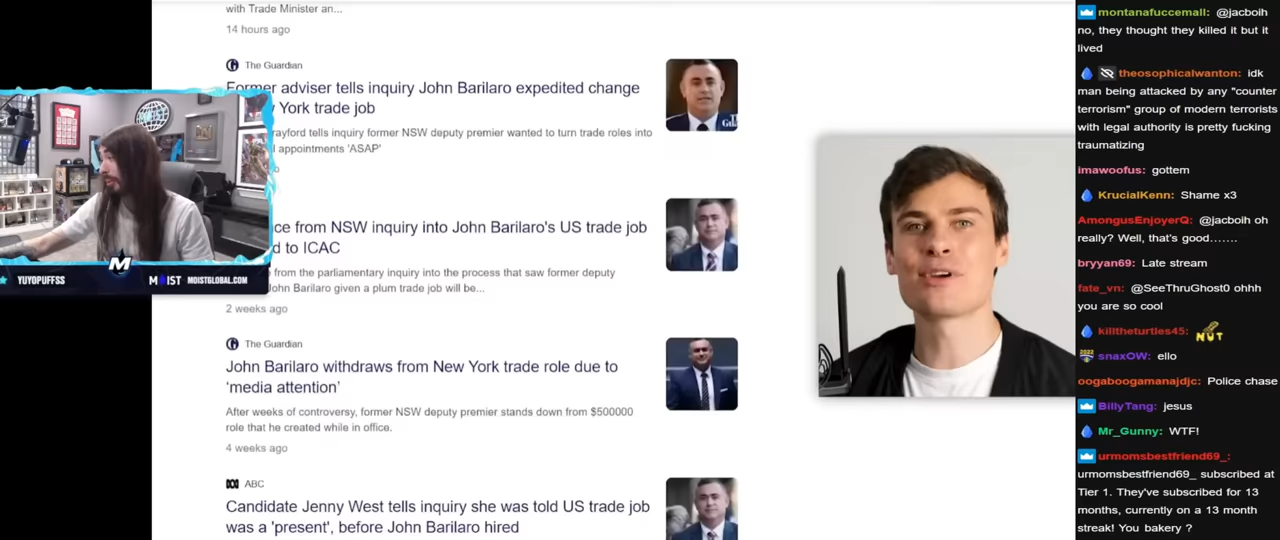 with Trade Minister an...
14 hours ago
The Guardian
Former adviser tells inquiry John Barilaro expedited change
York trade job
rayford tells inquiry former NSW deputy premier wanted to turn trade roles into
appointments 'ASAP'
ce from NSW inquiry into John Barilaro's US trade job
d to ICAC
from the parliamentary inquiry into the process that saw former deputy
John Barilaro given a plum trade job will be...
2 weeks ago
The Guardian
John Barilaro withdraws from New York trade role due to
‘media attention’
After weeks of controversy, former NSW deputy premier stands down from $500000
role that he created while in office.
4 weeks ago
ABC
Candidate Jenny West tells inquiry she was told US trade job
was a 'present', before John Barilaro hired
YUYOPUFFSS
M
MOIST
MOISTGLOBAL.COM
montanafuccemall: @jacboih
no, they thought they killed it but it
lived
theosophicalwanton: idk
man being attacked by any "counter
terrorism" group of modern terrorists
with legal authority is pretty fucking
traumatizing
imawoofus: gottem
KrucialKenn: Shame x3
AmongusEnjoyerQ: @jacboih oh
really? Well, that's good.......
bryyan69: Late stream
fate_vn: @SeeThruGhost0 ohhh
you are so cool
killtheturtles45: NUT
snaxOW: ello
oogaboogamanajdjc: Police chase
BillyTang: jesus
Mr_Gunny: WTF!
urmomsbestfriend69_:
urmomsbestfriend69_ subscribed at
Tier 1. They've subscribed for 13
months, currently on a 13 month
streak! You bakery ?